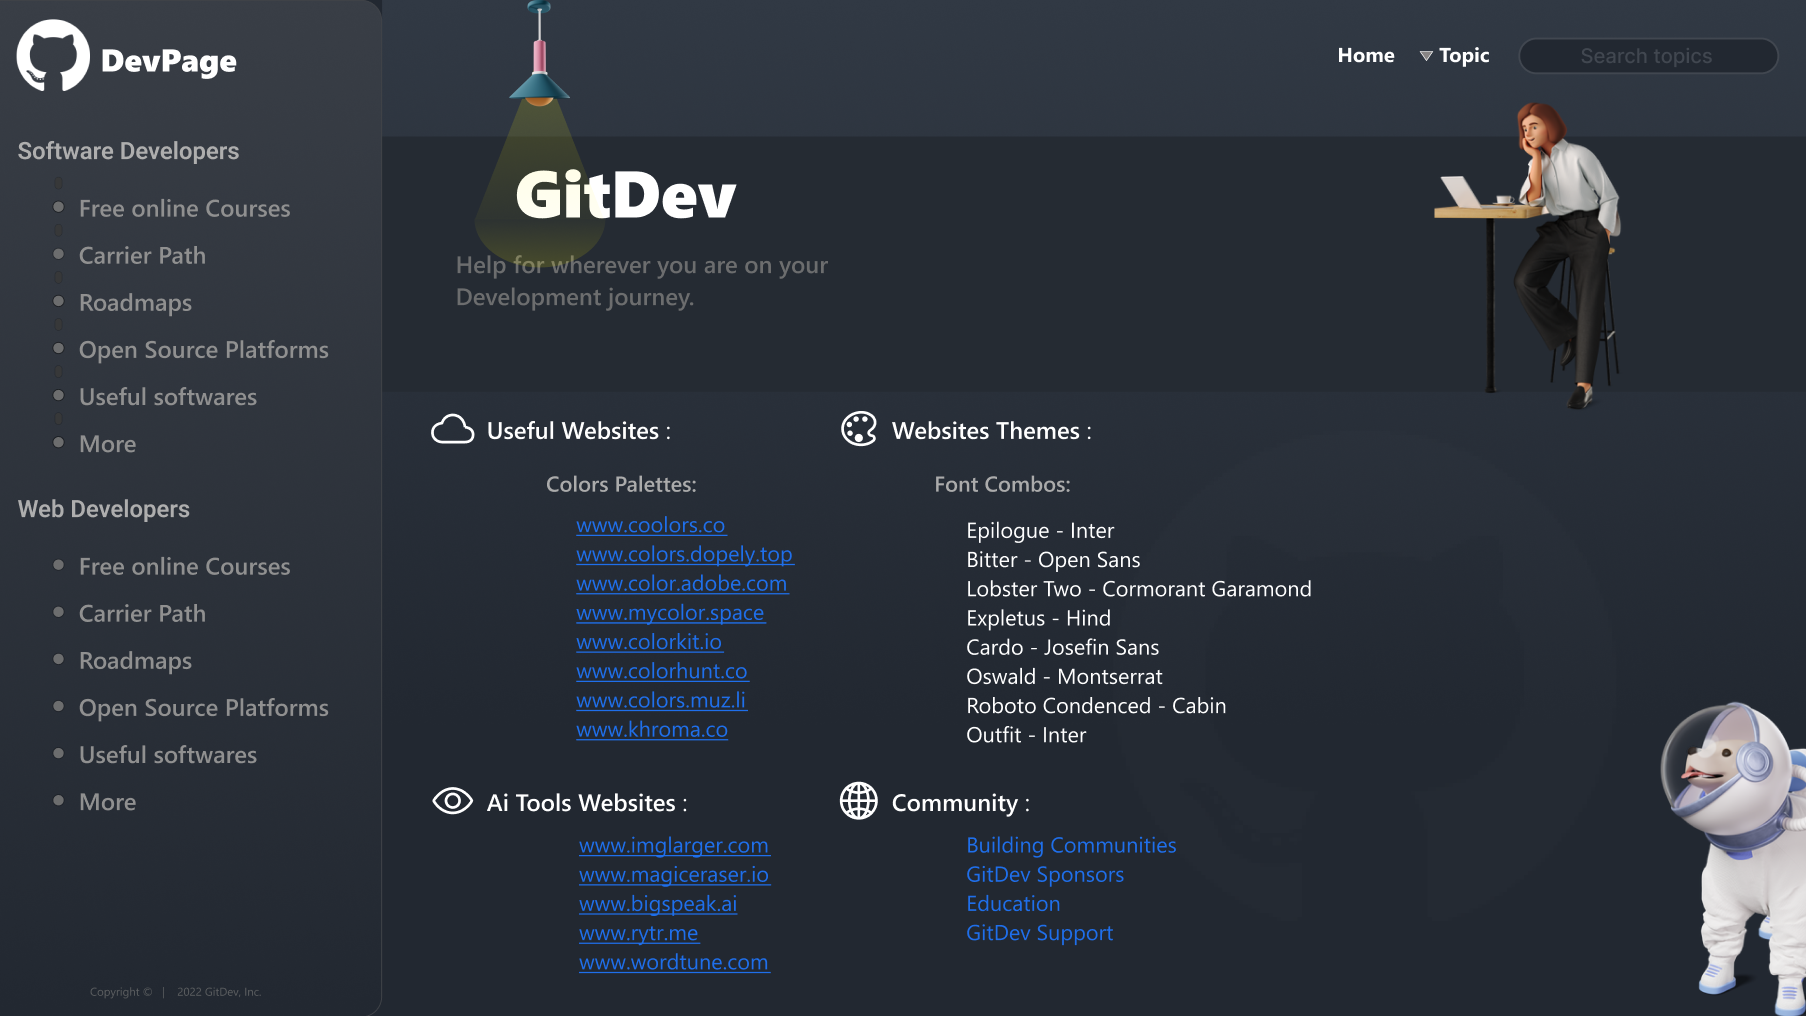 DevPage
Software Developers
Free online Courses
Carrier Path
Roadmaps
Open Source Platforms
Useful softwares
More
Web Developers
Free online Courses
Carrier Path
Roadmaps
Open Source Platforms
Useful softwares
More
Copyright © | 2022 GitDev, Inc.
Home
Topic
Search topics
GitDev
Help for wherever you are on your
Development journey.
Useful Websites :
Colors Palettes:
www.coolors.co
www.colors.dopely.top
www.color.adobe.com
www.mycolor.space
www.colorkit.io
www.colorhunt.co
www.colors.muz.li
www.khroma.co
Websites Themes :
Font Combos:
Epilogue - Inter
Bitter - Open Sans
Lobster Two - Cormorant Garamond
Expletus - Hind
Cardo - Josefin Sans
Oswald - Montserrat
Roboto Condenced - Cabin
Outfit - Inter
Ai Tools Websites :
www.imglarger.com
www.magiceraser.io
www.bigspeak.ai
www.rytr.me
www.wordtune.com
Community :
Building Communities
GitDev Sponsors
Education
GitDev Support